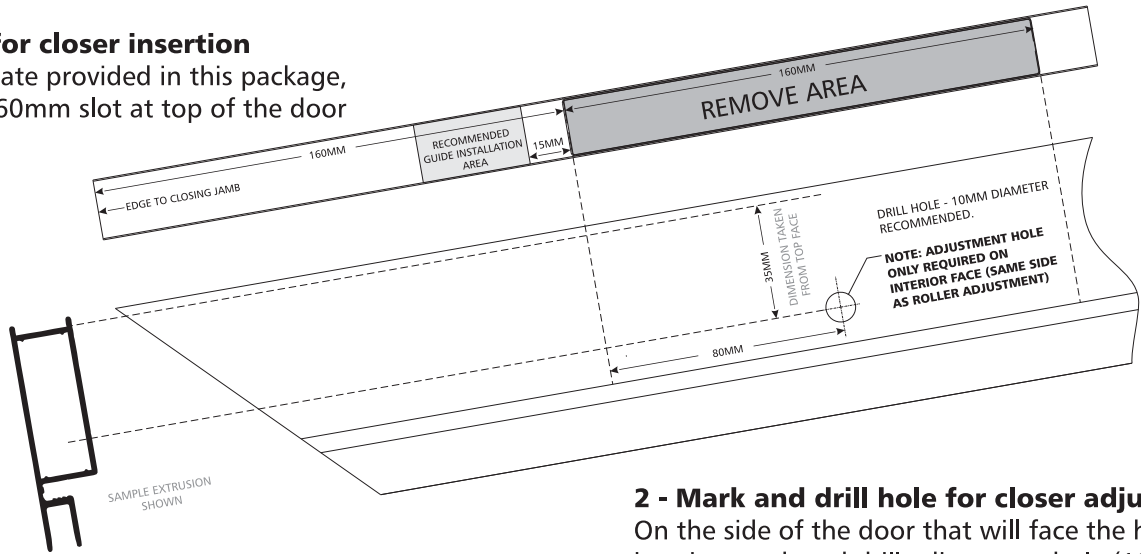 for closer insertion
ate provided in this package,
60mm slot at top of the door
160MM
REMOVE AREA
160MM
RECOMMENDED
GUIDE INSTALLATION
AREA
15MM
EDGE TO CLOSING JAMB
35MM
DIMENSION TAKEN
FROM TOP FACE
DRILL HOLE - 10MM DIAMETER
RECOMMENDED.
NOTE: ADJUSTMENT HOLE
ONLY REQUIRED ON
INTERIOR FACE (SAME SIDE
AS ROLLER ADJUSTMENT)
80MM
SAMPLE EXTRUSION
SHOWN
2 - Mark and drill hole for closer adju
On the side of the door that will face the h